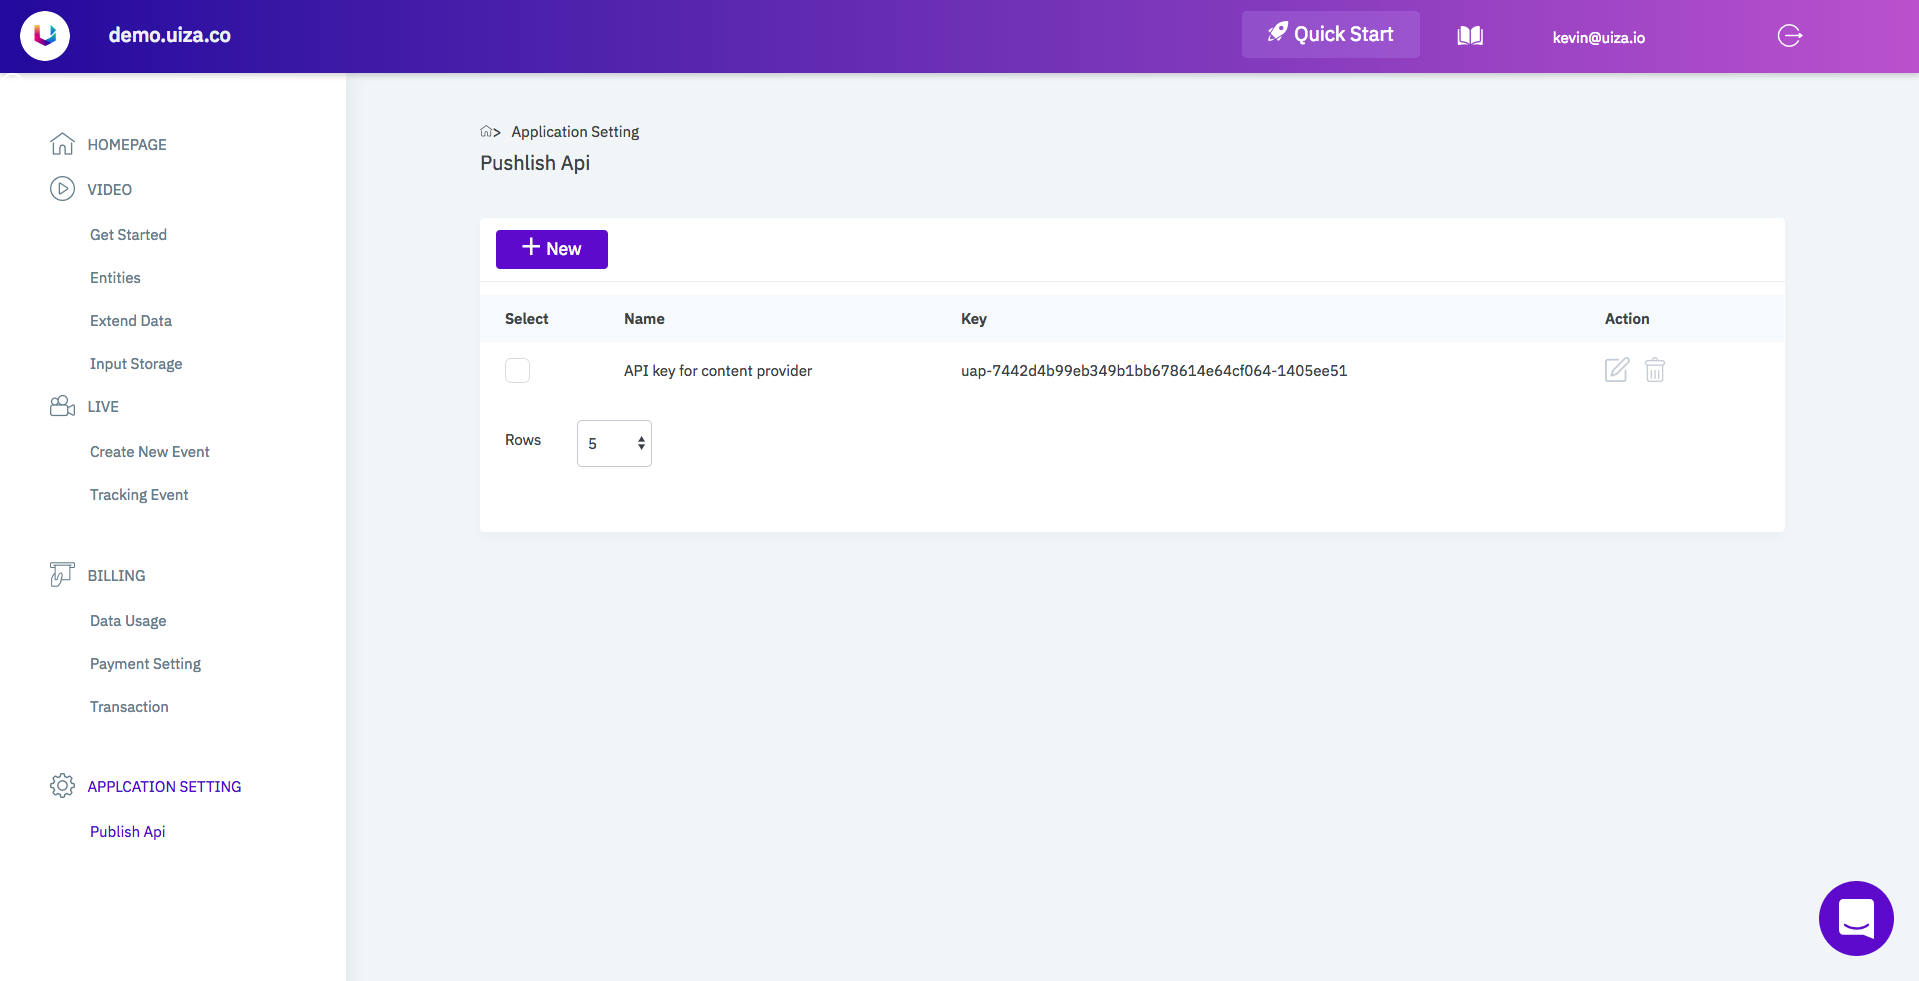 demo.uiza.co
Quick Start
kevin@uiza.io
HOMEPAGE
VIDEO
Get Started
Entities
Extend Data
Input Storage
LIVE
Create New Event
Tracking Event
BILLING
Data Usage
Payment Setting
Transaction
APPLCATION SETTING
Publish Api
> Application Setting
Pushlish Api
+ New
Select Name Key Action
API key for content provider uap-7442d4b99eb349b1bb678614e64cf064-1405ee51
Rows 5